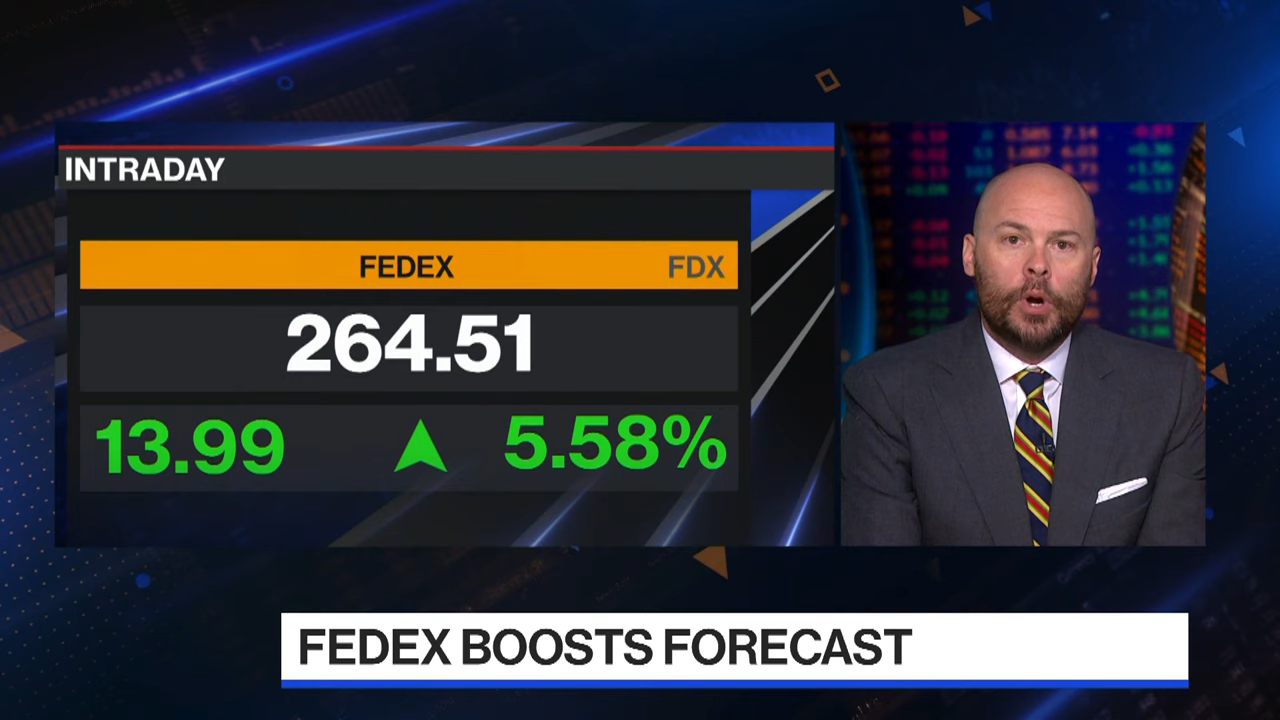 INTRADAY
FEDEX FDX
264.51
13.99 ▲ 5.58%
FEDEX BOOSTS FORECAST